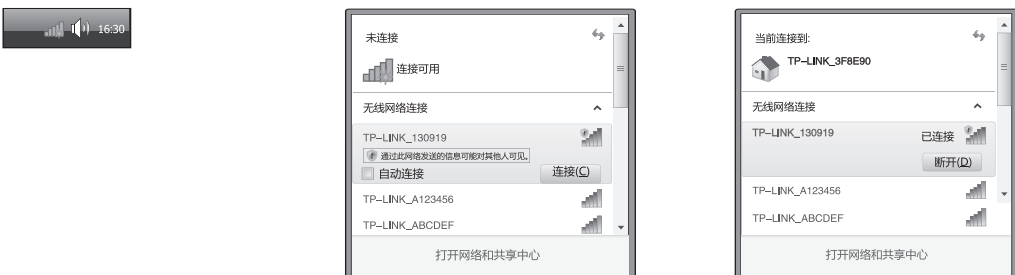 16:30
未连接
连接可用
无线网络连接
TP-LINK_130919
通过此网络发送的信息可能对其他人可见。
自动连接
连接(C)
TP-LINK_A123456
TP-LINK_ABCDEF
打开网络和共享中心
当前连接到:
TP-LINK_3F8E90
无线网络连接
TP-LINK_130919
已连接
断开(D)
TP-LINK_A123456
TP-LINK_ABCDEF
打开网络和共享中心